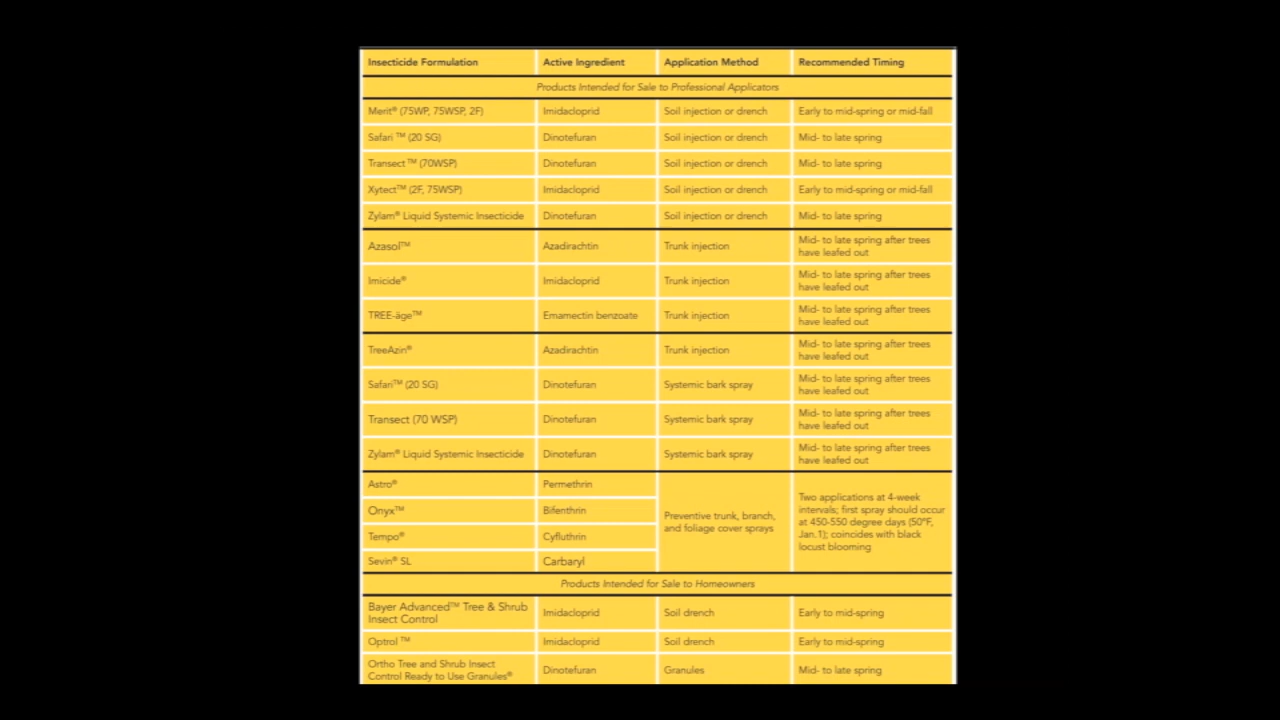 Insecticide Formulation Active Ingredient Application Method Recommended Timing
Products Intended for Sale to Professional Applicators
Merit® (75WP, 75WSP, 2F) Imidacloprid Soil injection or drench Early to mid-spring or mid-fall
Safari ™ (20 SG) Dinotefuran Soil injection or drench Mid- to late spring
Transect ™ (70WSP) Dinotefuran Soil injection or drench Mid- to late spring
Xytect™ (2F, 75WSP) Imidacloprid Soil injection or drench Early to mid-spring or mid-fall
Zylam® Liquid Systemic Insecticide Dinotefuran Soil injection or drench Mid- to late spring
Azasol™ Azadirachtin Trunk injection Mid- to late spring after trees
have leafed out
Imicide® Imidacloprid Trunk injection Mid- to late spring after trees
have leafed out
TREE-äge™ Emamectin benzoate Trunk injection Mid- to late spring after trees
have leafed out
TreeAzin® Azadirachtin Trunk injection Mid- to late spring after trees
have leafed out
Safari™ (20 SG) Dinotefuran Systemic bark spray Mid- to late spring after trees
have leafed out
Transect (70 WSP) Dinotefuran Systemic bark spray Mid- to late spring after trees
have leafed out
Zylam® Liquid Systemic Insecticide Dinotefuran Systemic bark spray Mid- to late spring after trees
have leafed out
Astro® Permethrin
Onyx™ Bifenthrin
Tempo® Cyfluthrin
Sevin® SL Carbaryl
Preventive trunk, branch,
and foliage cover sprays
Two applications at 4-week
intervals; first spray should occur
at 450-550 degree days (50°F,
Jan.1); coincides with black
locust blooming
Products Intended for Sale to Homeowners
Bayer Advanced™ Tree & Shrub
Insect Control Imidacloprid Soil drench Early to mid-spring
Optrol ™ Imidacloprid Soil drench Early to mid-spring
Ortho Tree and Shrub Insect
Control Ready to Use Granules® Dinotefuran Granules Mid- to late spring